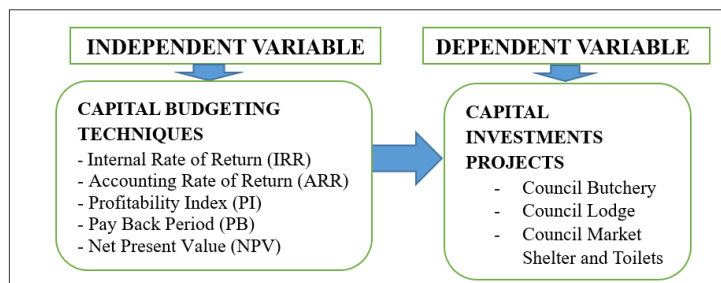 INDEPENDENT VARIABLE
CAPITAL BUDGETING
TECHNIQUES
- Internal Rate of Return (IRR)
- Accounting Rate of Return (ARR)
- Profitability Index (PI)
- Pay Back Period (PB)
- Net Present Value (NPV)
DEPENDENT VARIABLE
CAPITAL
INVESTMENTS
PROJECTS
- Council Butchery
- Council Lodge
- Council Market
Shelter and Toilets